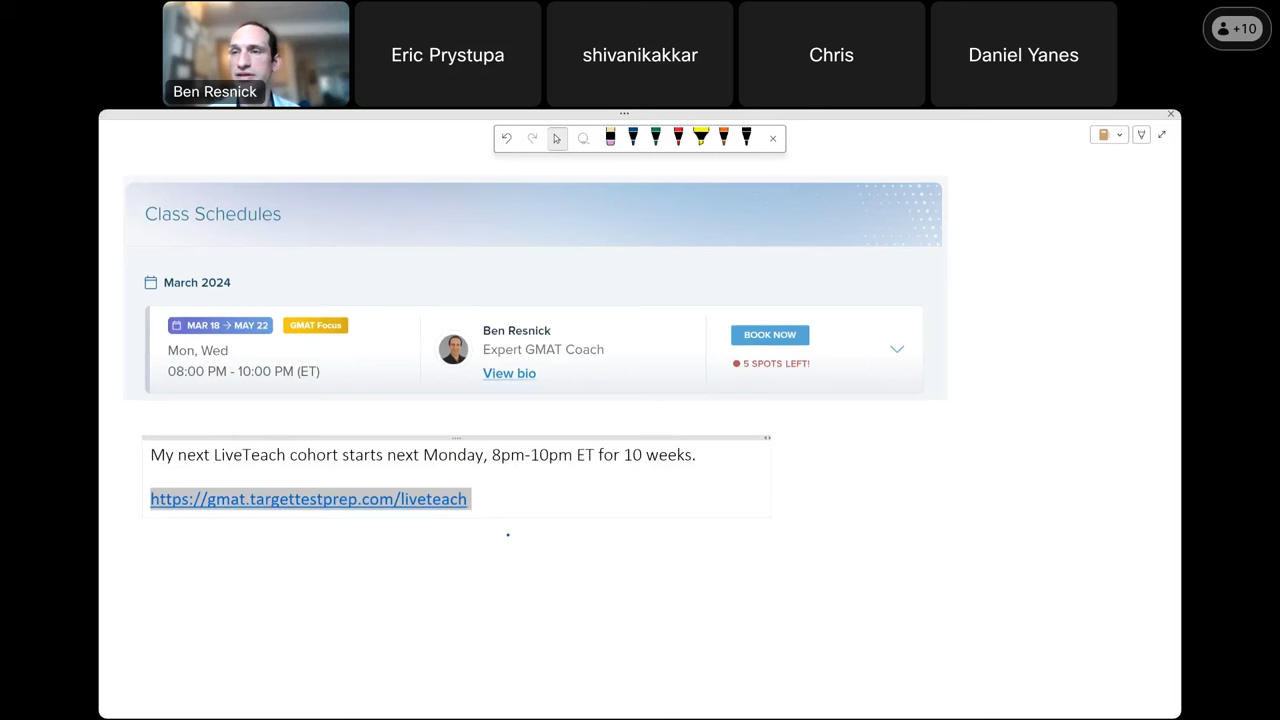 Ben Resnick
Eric Prystupa
shivanikakkar
Chris
Daniel Yanes
+10
Class Schedules
March 2024
MAR 18 → MAY 22
GMAT Focus
Mon, Wed
08:00 PM - 10:00 PM (ET)
Ben Resnick
Expert GMAT Coach
View bio
BOOK NOW
5 SPOTS LEFT!
My next LiveTeach cohort starts next Monday, 8pm-10pm ET for 10 weeks.
https://gmat.targettestprep.com/liveteach